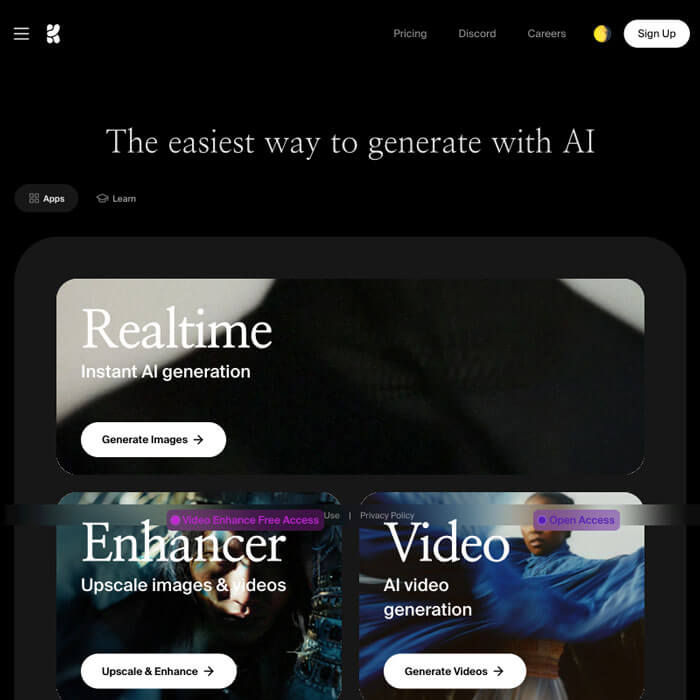 Pricing
Discord
Careers
Sign Up
The easiest way to generate with AI
Apps
Learn
Realtime
Instant AI generation
Generate Images →
Video Enhance Free Access
Use | Privacy Policy
Open Access
Enhancer
Upscale images & videos
Upscale & Enhance →
Video
AI video
generation
Generate Videos →